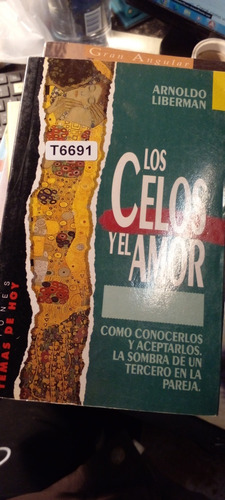 Gran Angular
ARNOLDO
LIBERMAN
T6691
LOS
CELOS
Y EL AMOR
COMO CONOCERLOS
Y ACEPTARLOS.
LA SOMBRA DE UN
TERCERO EN LA
PAREJA.
TEMAS DE HOY